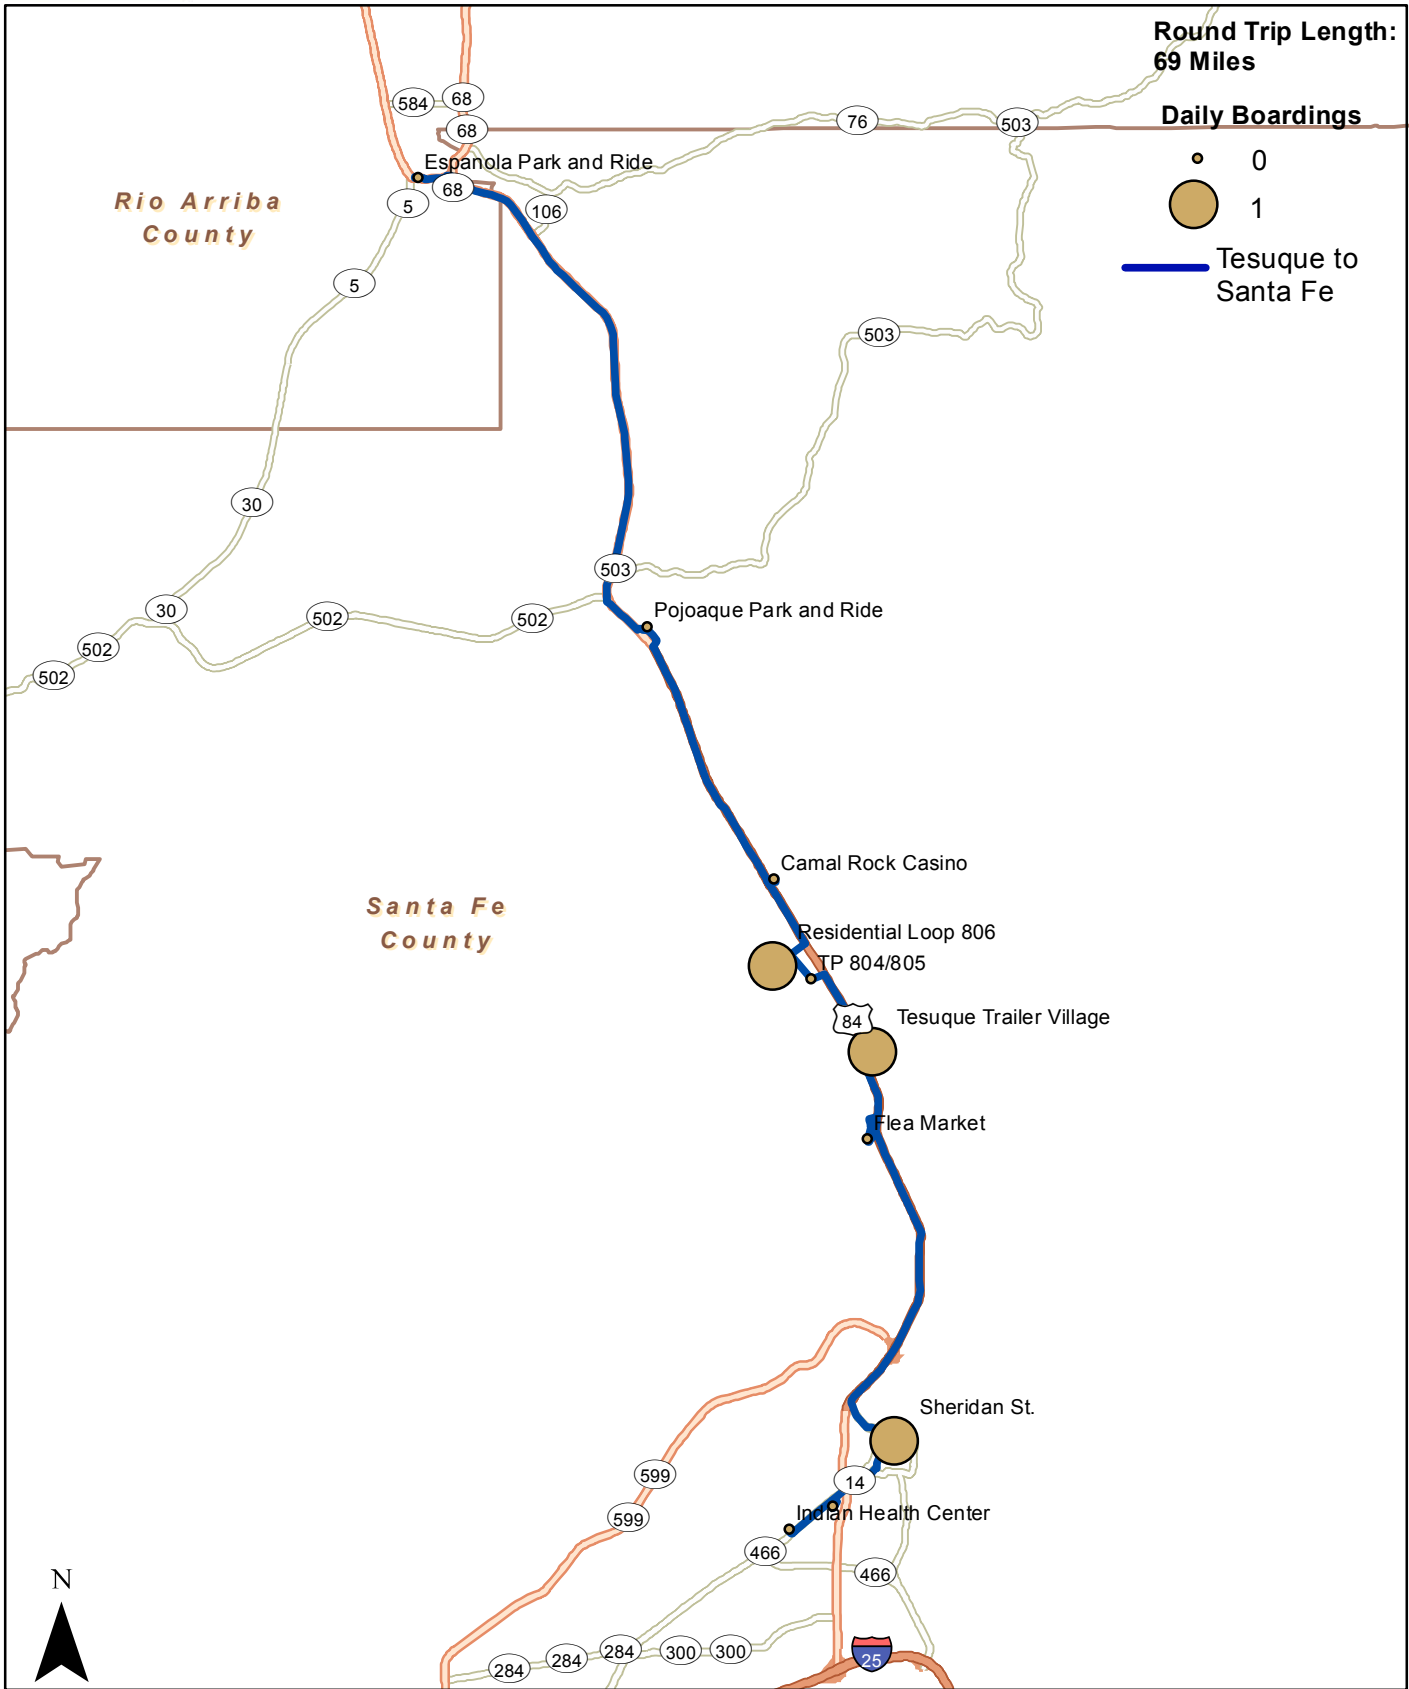 Round Trip Length:
69 Miles
Daily Boardings
0
1
Tesuque to
Santa Fe
584
68
68
76
503
Espanola Park and Ride
68
5
106
Rio Arriba
County
5
503
30
503
30
502
502
502
502
Pojoaque Park and Ride
Camal Rock Casino
Santa Fe
County
Residential Loop 806
TP 804/805
84
Tesuque Trailer Village
Flea Market
Sheridan St.
599
14
599
Indian Health Center
466
466
N
284
284
284
300
300
25